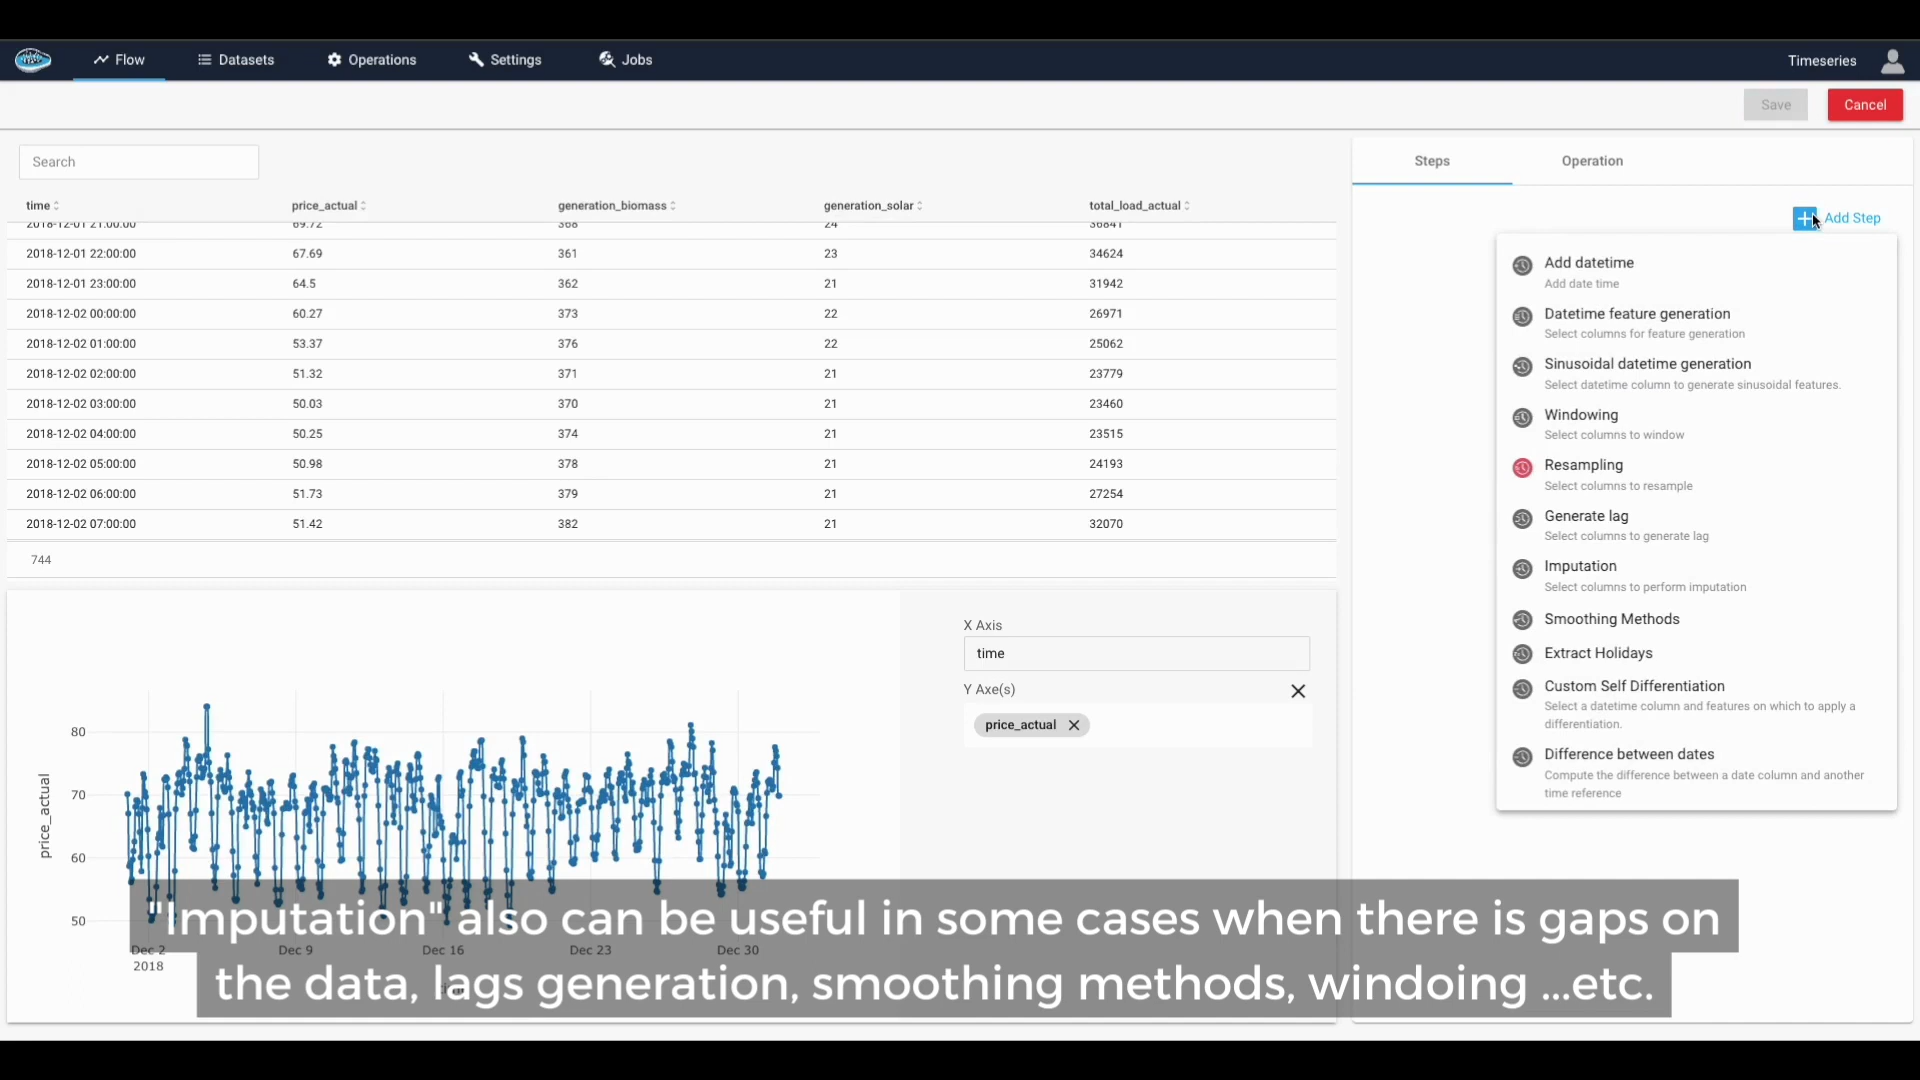 Flow Datasets Operations Settings Jobs Timeseries
Save Cancel
Search
Steps Operation
time price_actual generation_biomass generation_solar total_load_actual
Add Step
2018-12-01 21:00:00 69.72 368 24 36841
2018-12-01 22:00:00 67.69 361 23 34624
2018-12-01 23:00:00 64.5 362 21 31942
2018-12-02 00:00:00 60.27 373 22 26971
2018-12-02 01:00:00 53.37 376 22 25062
2018-12-02 02:00:00 51.32 371 21 23779
2018-12-02 03:00:00 50.03 370 21 23460
2018-12-02 04:00:00 50.25 374 21 23515
2018-12-02 05:00:00 50.98 378 21 24193
2018-12-02 06:00:00 51.73 379 21 27254
2018-12-02 07:00:00 51.42 382 21 32070
744
Add datetime
Add date time
Datetime feature generation
Select columns for feature generation
Sinusoidal datetime generation
Select datetime column to generate sinusoidal features.
Windowing
Select columns to window
Resampling
Select columns to resample
Generate lag
Select columns to generate lag
Imputation
Select columns to perform imputation
Smoothing Methods
Extract Holidays
Custom Self Differentiation
Select a datetime column and features on which to apply a
differentiation.
Difference between dates
Compute the difference between a date column and another
time reference
X Axis
time
Y Axe(s)
price_actual
price_actual
80
70
60
50
Dec 2 Dec 9 Dec 16 Dec 23 Dec 30
2018
"Imputation" also can be useful in some cases when there is gaps on
the data, lags generation, smoothing methods, windoing ...etc.